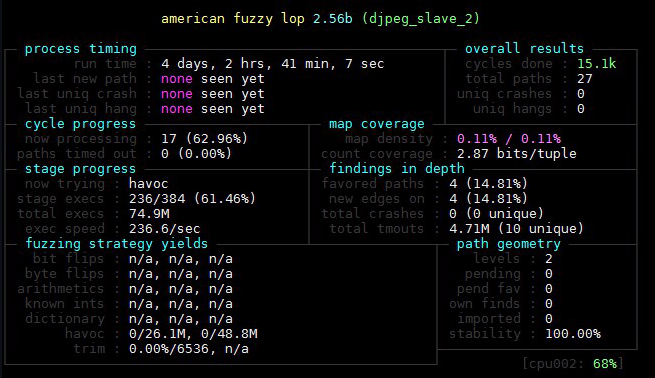 american fuzzy lop 2.56b (djpeg_slave_2)
process timing
run time : 4 days, 2 hrs, 41 min, 7 sec
last new path : none seen yet
last uniq crash : none seen yet
last uniq hang : none seen yet
overall results
cycles done : 15.1k
total paths : 27
uniq crashes : 0
uniq hangs : 0
cycle progress
now processing : 17 (62.96%)
paths timed out : 0 (0.00%)
map coverage
map density : 0.11% / 0.11%
count coverage : 2.87 bits/tuple
stage progress
now trying : havoc
stage execs : 236/384 (61.46%)
total execs : 74.9M
exec speed : 236.6/sec
findings in depth
favored paths : 4 (14.81%)
new edges on : 4 (14.81%)
total crashes : 0 (0 unique)
total tmouts : 4.71M (10 unique)
fuzzing strategy yields
bit flips : n/a, n/a, n/a
byte flips : n/a, n/a, n/a
arithmetics : n/a, n/a, n/a
known ints : n/a, n/a, n/a
dictionary : n/a, n/a, n/a
havoc : 0/26.1M, 0/48.8M
trim : 0.00%/6536, n/a
path geometry
levels : 2
pending : 0
pend fav : 0
own finds : 0
imported : 0
stability : 100.00%
[cpu002: 68%]